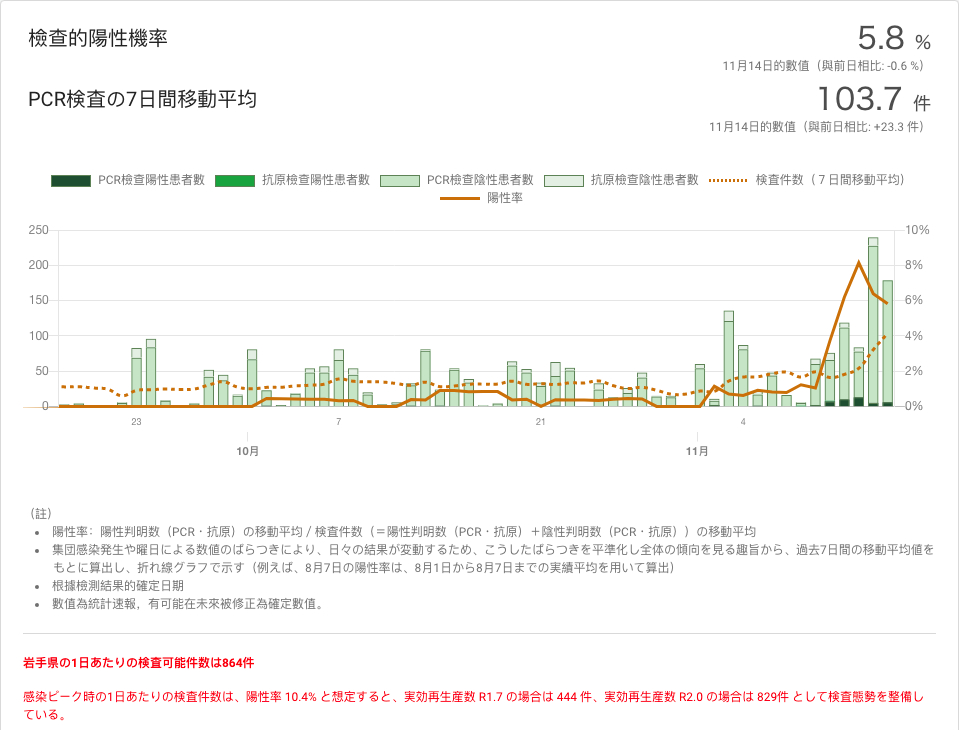 檢查的陽性機率
5.8 %
11月14日的數值（與前日相比: -0.6 %）
PCR検査の7日間移動平均
103.7 件
11月14日的數值（與前日相比: +23.3 件）
PCR檢查陽性患者數 抗原檢查陽性患者數 PCR檢查陰性患者數 抗原檢查陰性患者數 検査件数（７日間移動平均）
陽性率
250 10%
200 8%
150 6%
100 4%
50 2%
0 0%
23 7 21 4
10月 11月
（註）
• 陽性率：陽性判明数（PCR・抗原）の移動平均 / 検査件数（＝陽性判明数（PCR・抗原）＋陰性判明数（PCR・抗原））の移動平均
• 集団感染発生や曜日による数値のばらつきにより、日々の結果が変動するため、こうしたばらつきを平準化し全体の傾向を見る趣旨から、過去7日間の移動平均値を
もとに算出し、折れ線グラフで示す（例えば、8月7日の陽性率は、8月1日から8月7日までの実績平均を用いて算出）
• 根據檢測結果的確定日期
• 數值為統計速報，有可能在未來被修正為確定數值。
岩手県の1日あたりの検査可能件数は864件
感染ピーク時の1日あたりの検査件数は、陽性率 10.4% と想定すると、実効再生産数 R1.7 の場合は 444 件、実効再生産数 R2.0 の場合は 829件 として検査態勢を整備し
ている。